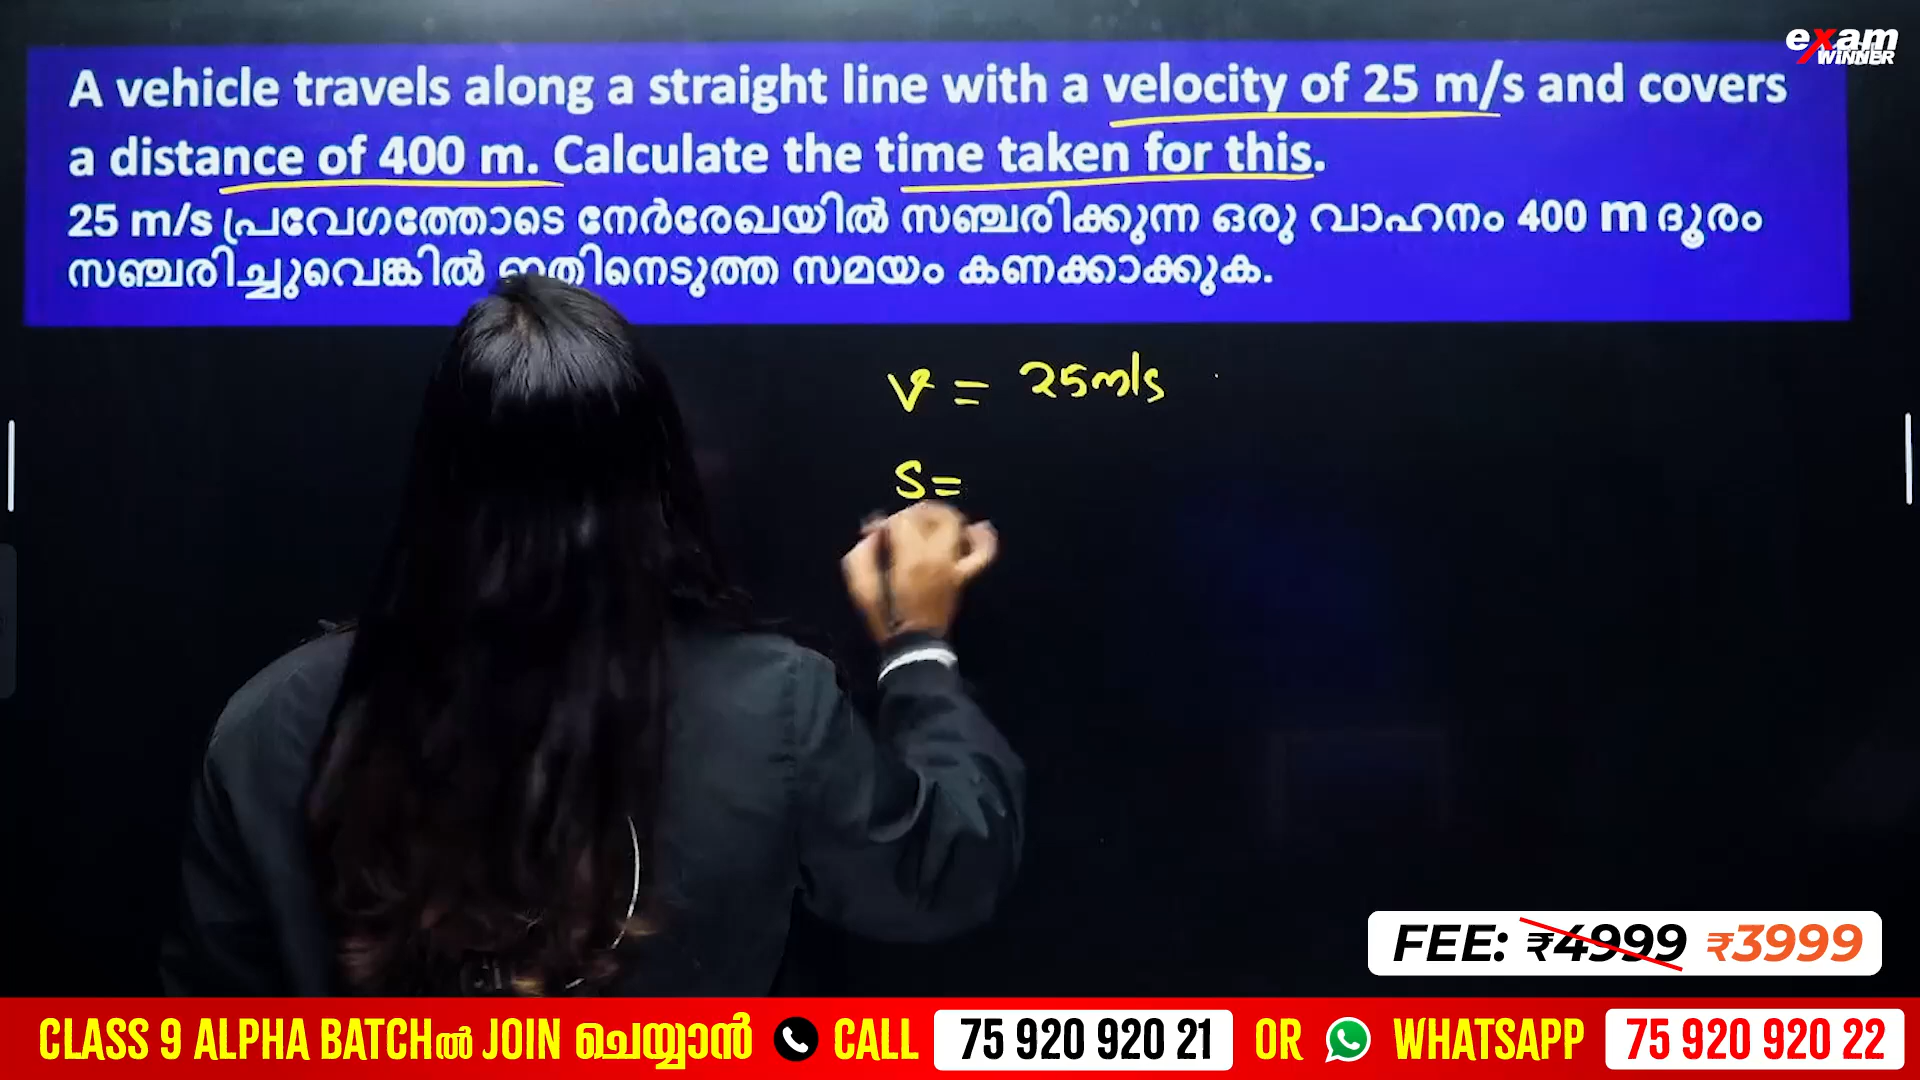 exam
WINNER
A vehicle travels along a straight line with a velocity of 25 m/s and covers
a distance of 400 m. Calculate the time taken for this.
25 m/s പ്രവേഗത്തോടെ നേർരേഖയിൽ സഞ്ചരിക്കുന്ന ഒരു വാഹനം 400 m ദൂരം
സഞ്ചരിച്ചുവെങ്കിൽ ഇതിനെടുത്ത സമയം കണക്കാക്കുക.
v = 25m/s
S =
FEE: ₹4999 ₹3999
CLASS 9 ALPHA BATCHൽ JOIN ചെയ്യാൻ CALL 75 920 920 21 OR WHATSAPP 75 920 920 22